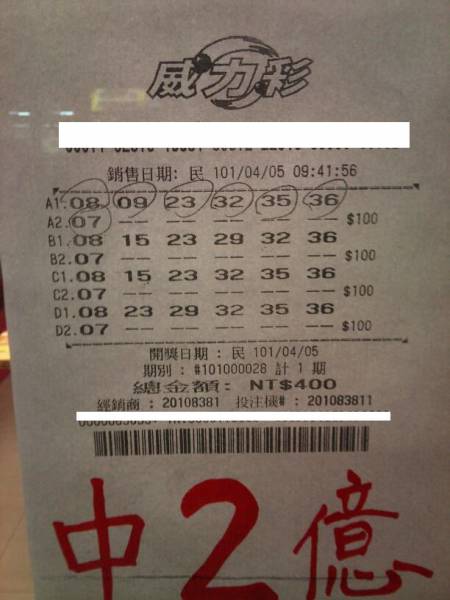 威力彩
銷售日期: 民 101/04/05 09:41:56
A1.08 09 23 32 35 36
A2.07 -- -- -- -- -- $100
B1.08 15 23 29 32 36
B2.07 -- -- -- -- -- $100
C1.08 15 23 32 35 36
C2.07 -- -- -- -- -- $100
D1.08 23 29 32 35 36
D2.07 -- -- -- -- -- $100
開獎日期 : 民 101/04/05
期別 : #101000028 計 1 期
總金額: NT$400
經銷商 : 20108381 投注機# : 201083811
中2億